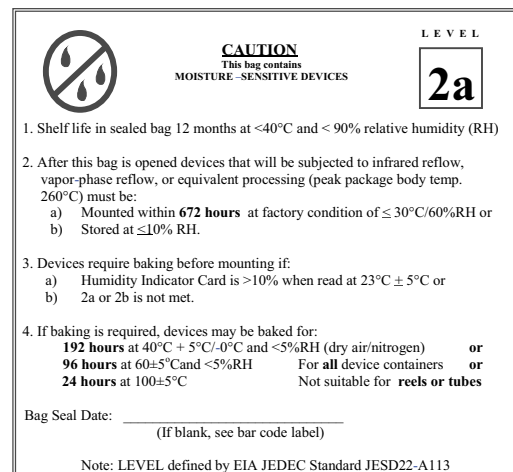 LEVEL
CAUTION
This bag contains
MOISTURE –SENSITIVE DEVICES
2a
1. Shelf life in sealed bag 12 months at <40°C and < 90% relative humidity (RH)
2. After this bag is opened devices that will be subjected to infrared reflow,
vapor-phase reflow, or equivalent processing (peak package body temp.
260°C) must be:
a) Mounted within 672 hours at factory condition of ≤ 30°C/60%RH or
b) Stored at ≤10% RH.
3. Devices require baking before mounting if:
a) Humidity Indicator Card is >10% when read at 23°C ± 5°C or
b) 2a or 2b is not met.
4. If baking is required, devices may be baked for:
192 hours at 40°C + 5°C/-0°C and <5%RH (dry air/nitrogen) or
96 hours at 60±5°Cand <5%RH For all device containers or
24 hours at 100±5°C Not suitable for reels or tubes
Bag Seal Date: ______________________________
(If blank, see bar code label)
Note: LEVEL defined by EIA JEDEC Standard JESD22-A113